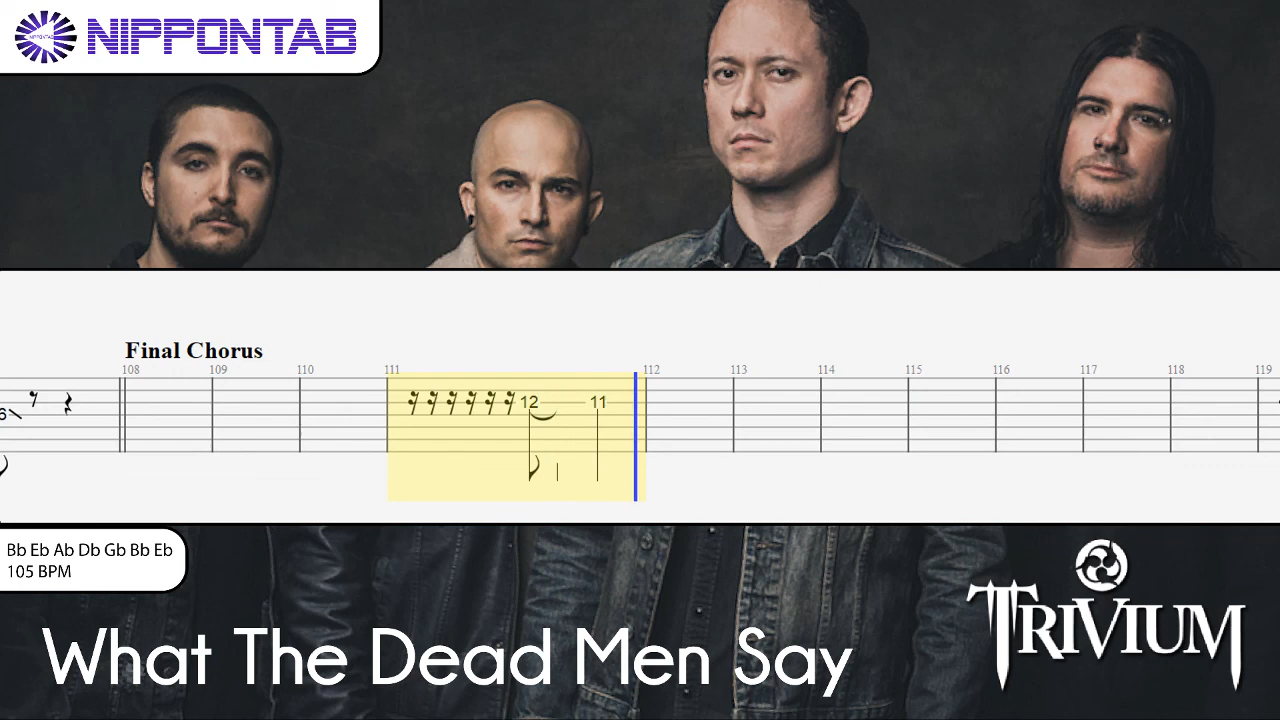 NIPPONTAB
Final Chorus
108 109 110 111 112 113 114 115 116 117 118 119
6 12 11
Bb Eb Ab Db Gb Bb Eb
105 BPM
What The Dead Men Say
TRIVIUM